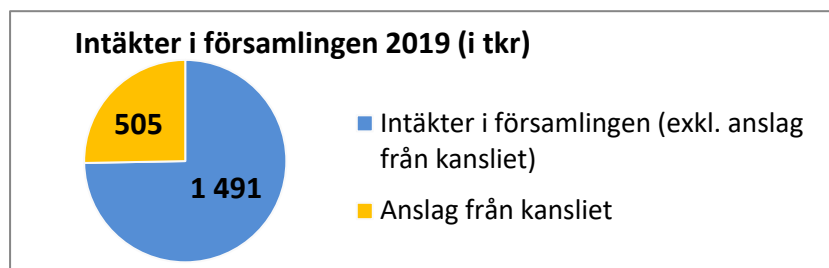 Intäkter i församlingen 2019 (i tkr)
505
1 491
Intäkter i församlingen (exkl. anslag
från kansliet)
Anslag från kansliet